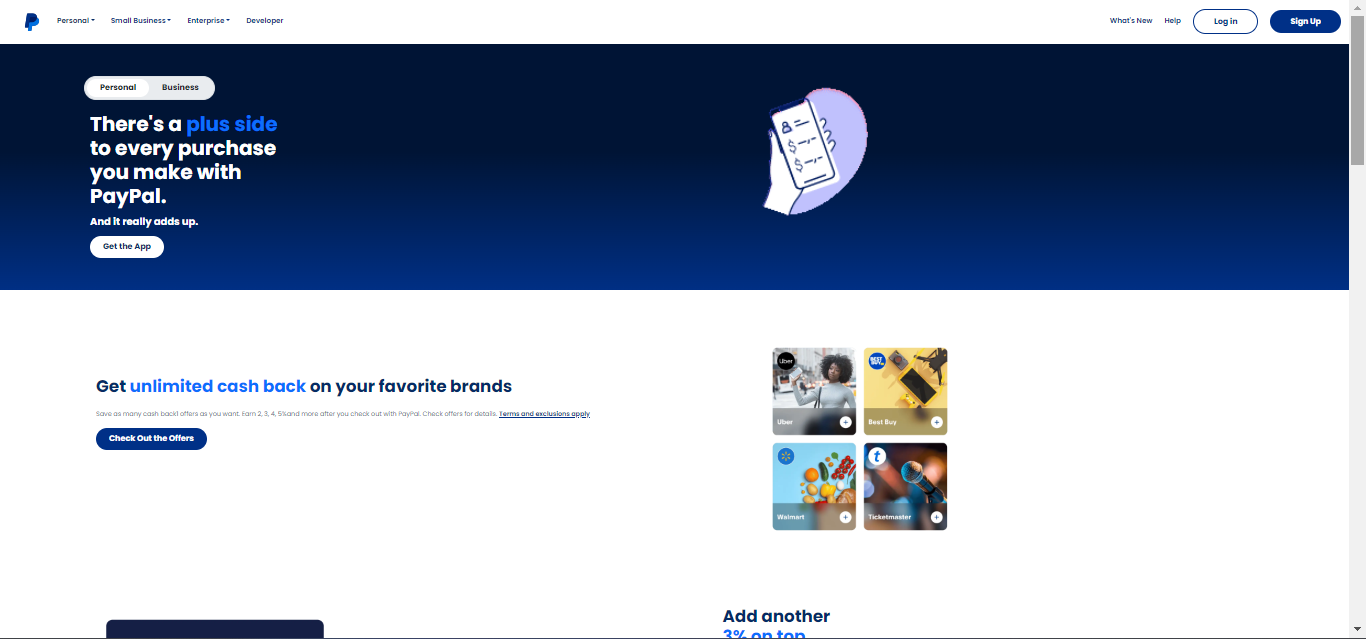 Personal
Small Business
Enterprise
Developer
What's New
Help
Log in
Sign Up
Personal
Business
There's a plus side
to every purchase
you make with
PayPal.
And it really adds up.
Get the App
Get unlimited cash back on your favorite brands
Save as many cash back1 offers as you want. Earn 2, 3, 4, 5%and more after you check out with PayPal. Check offers for details. Terms and exclusions apply
Check Out the Offers
Uber
Uber
BEST BUY
Best Buy
Walmart
t
Ticketmaster
Add another
3% on top